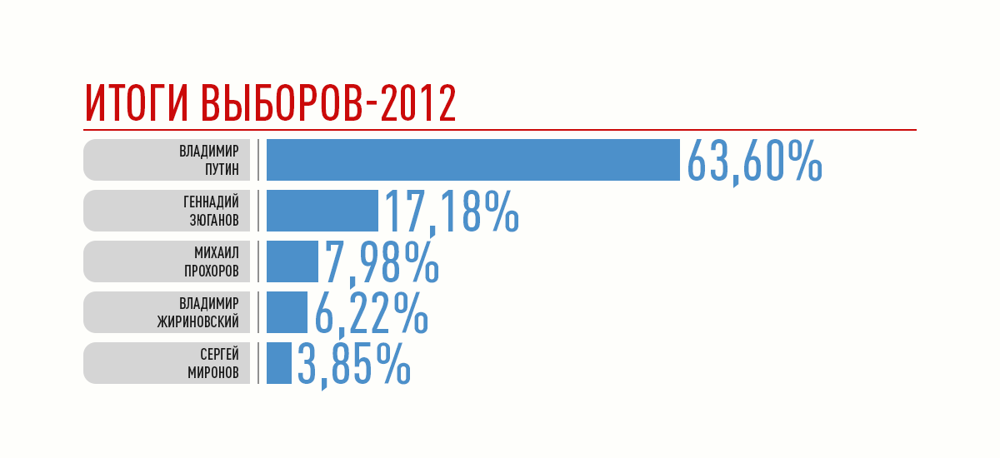 ИТОГИ ВЫБОРОВ-2012
ВЛАДИМИР
ПУТИН
63,60%
ГЕННАДИЙ
ЗЮГАНОВ
17,18%
МИХАИЛ
ПРОХОРОВ
7,98%
ВЛАДИМИР
ЖИРИНОВСКИЙ
6,22%
СЕРГЕЙ
МИРОНОВ
3,85%